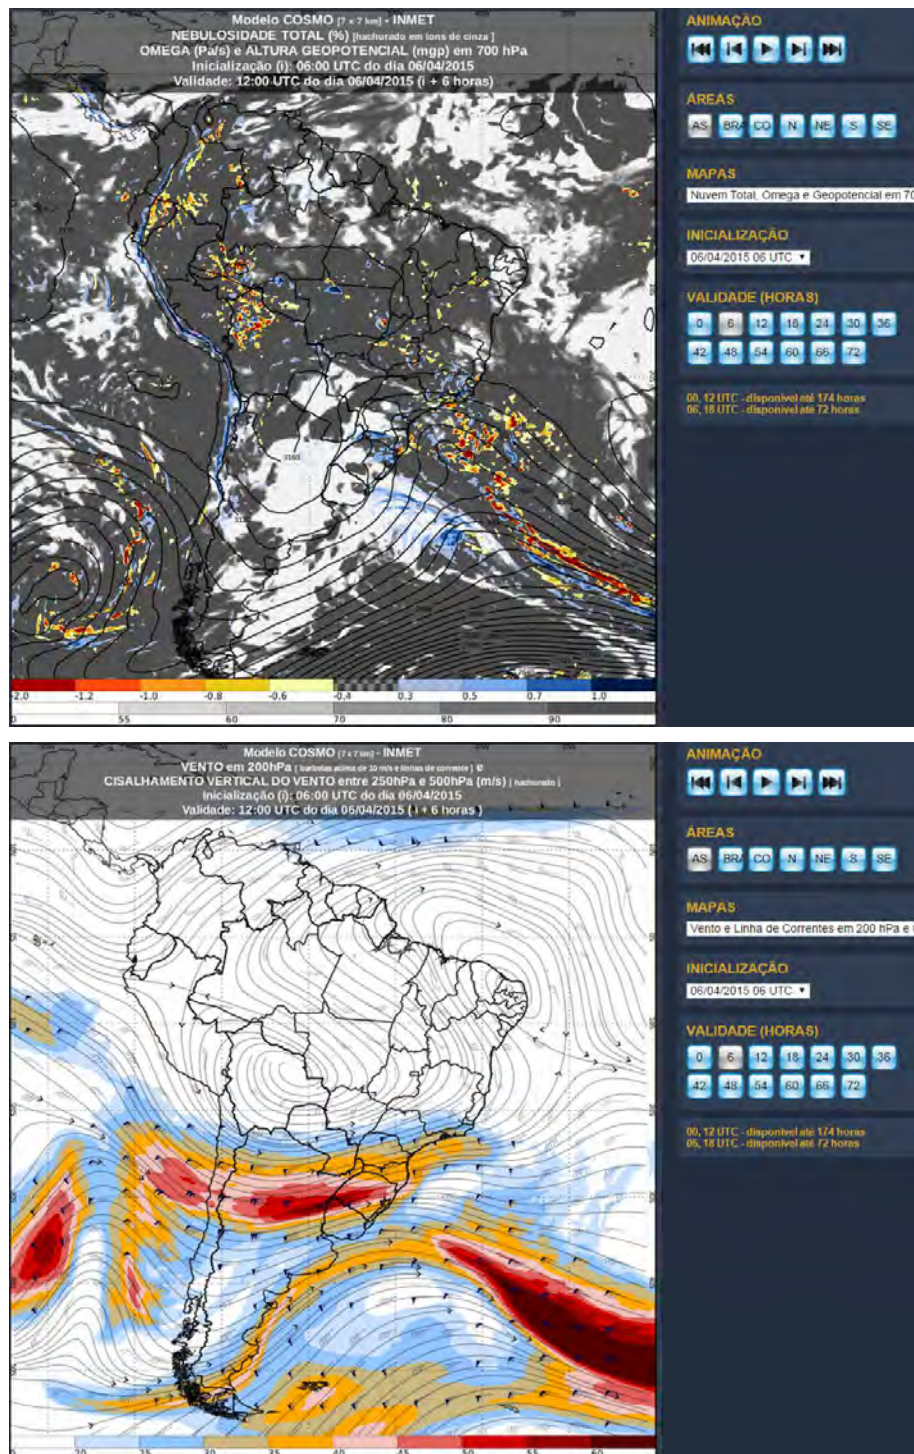 Modelo COSMO [7 x 7 km] - INMET
NEBULOSIDADE TOTAL (%) [hachurado em tons de cinza ]
OMEGA (Pa/s) e ALTURA GEOPOTENCIAL (mgp) em 700 hPa
Inicialização (i): 06:00 UTC do dia 06/04/2015
Validade: 12:00 UTC do dia 06/04/2015 (i + 6 horas)
3160
-2.0 -1.2 -1.0 -0.8 -0.6 -0.4 0.3 0.5 0.7 1.0
0 55 60 70 80 90
ANIMAÇÃO
ÁREAS
AS BRA CO N NE S SE
MAPAS
Nuvem Total, Omega e Geopotencial em 70
INICIALIZAÇÃO
06/04/2015 06 UTC
VALIDADE (HORAS)
0 6 12 18 24 30 36
42 48 54 60 66 72
00, 12 UTC - disponível até 174 horas
06, 18 UTC - disponível até 72 horas
Modelo COSMO [7 x 7 km] - INMET
VENTO em 200hPa [ barbelas acima de 10 m/s e linhas de corrente ] e
CISALHAMENTO VERTICAL DO VENTO entre 250hPa e 500hPa (m/s) [ hachurado ]
Inicialização (i): 06:00 UTC do dia 06/04/2015
Validade: 12:00 UTC do dia 06/04/2015 ( i + 6 horas )
20 25 30 35 40 45 50 55 60
ANIMAÇÃO
ÁREAS
AS BRA CO N NE S SE
MAPAS
Vento e Linha de Correntes em 200 hPa e
INICIALIZAÇÃO
06/04/2015 06 UTC
VALIDADE (HORAS)
0 6 12 18 24 30 36
42 48 54 60 66 72
00, 12 UTC - disponível até 174 horas
06, 18 UTC - disponível até 72 horas